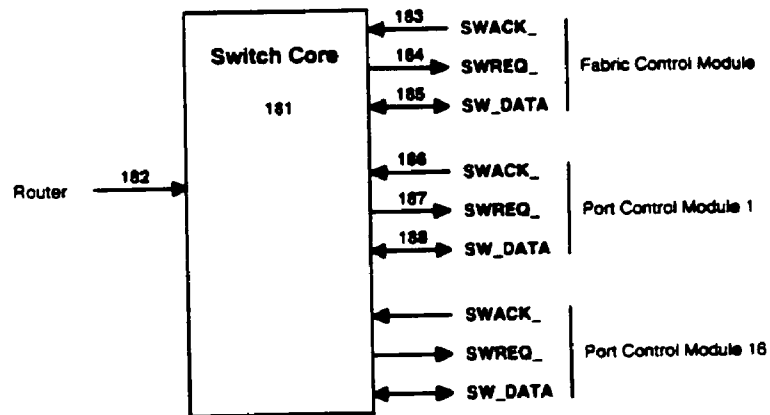 183 SWACK_
Switch Core 184 SWREQ_ Fabric Control Module
181 185 SW_DATA
186 SWACK_
Router 182
187 SWREQ_ Port Control Module 1
188 SW_DATA
SWACK_
SWREQ_ Port Control Module 16
SW_DATA